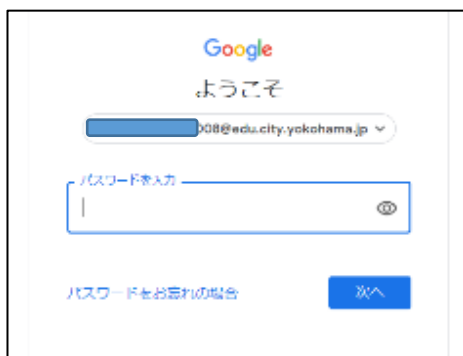 Google
ようこそ
008@edu.city.yokohama.jp
パスワードを入力
パスワードをお忘れの場合
次へ